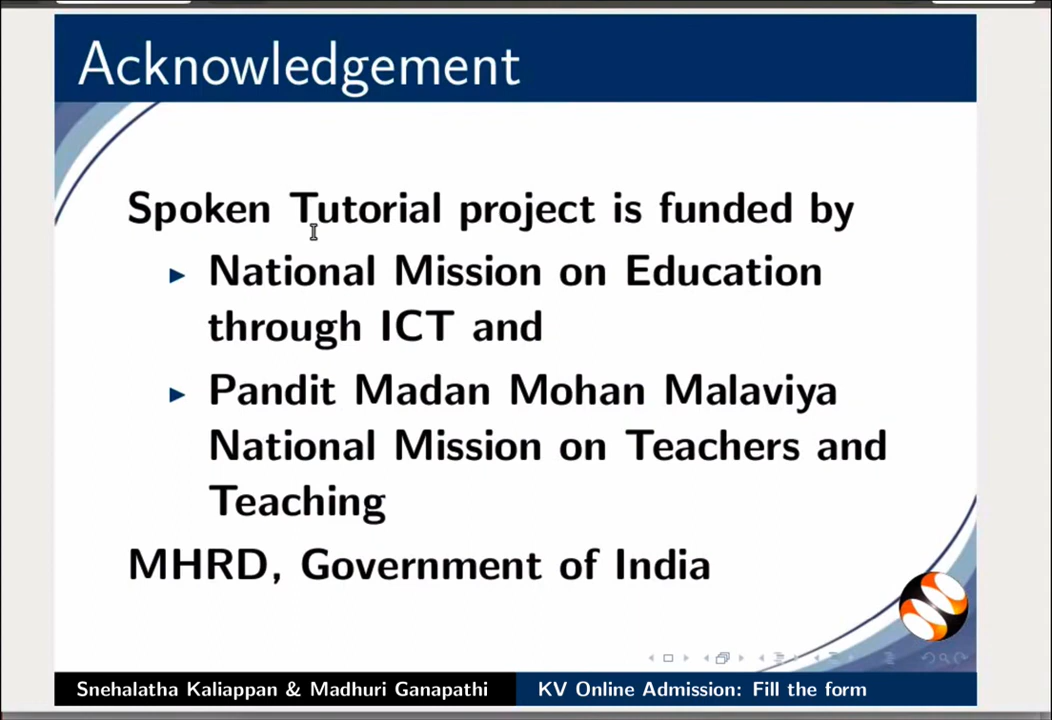 Acknowledgement
Spoken Tutorial project is funded by
National Mission on Education
through ICT and
Pandit Madan Mohan Malaviya
National Mission on Teachers and
Teaching
MHRD, Government of India
Snehalatha Kaliappan & Madhuri Ganapathi
KV Online Admission: Fill the form